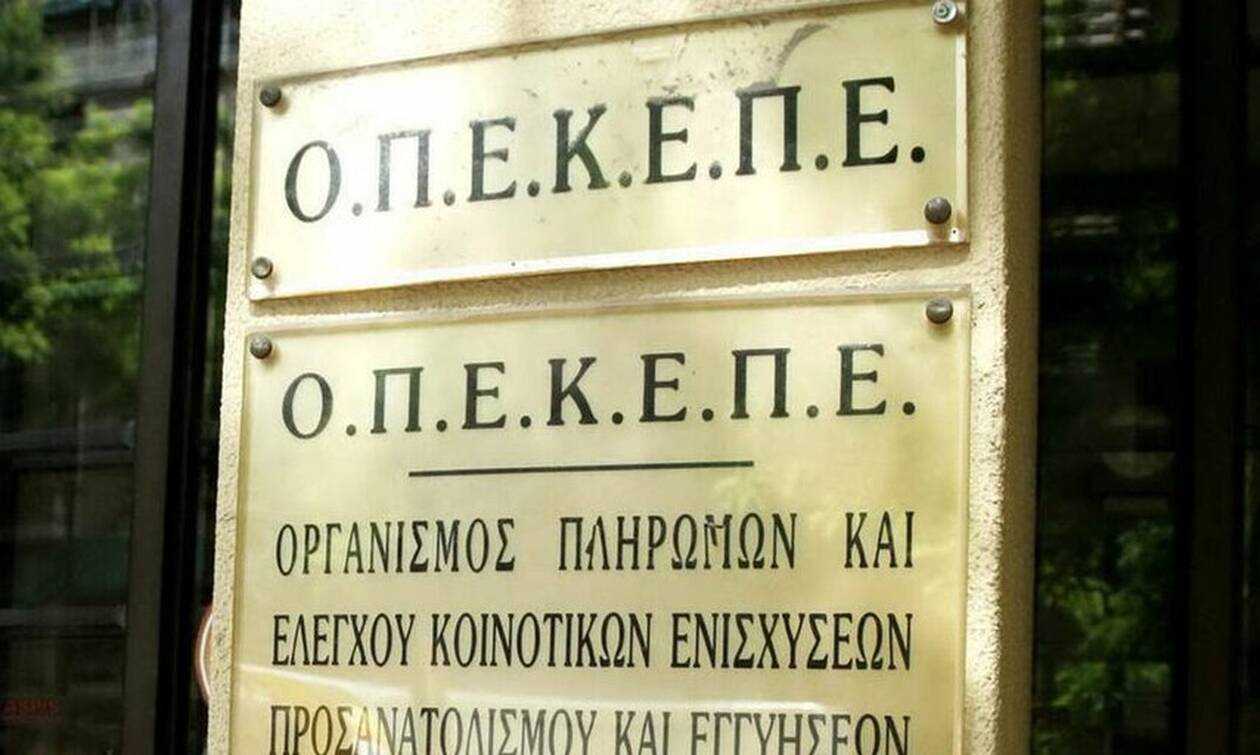 Ο.Π.Ε.Κ.Ε.Π.Ε.
Ο.Π.Ε.Κ.Ε.Π.Ε.
ΟΡΓΑΝΙΣΜΟΣ ΠΛΗΡΩΜΩΝ ΚΑΙ
ΕΛΕΓΧΟΥ ΚΟΙΝΟΤΙΚΩΝ ΕΝΙΣΧΥΣΕΩΝ
ΠΡΟΣΑΝΑΤΟΛΙΣΜΟΥ ΚΑΙ ΕΓΓΥΗΣΕΩΝ